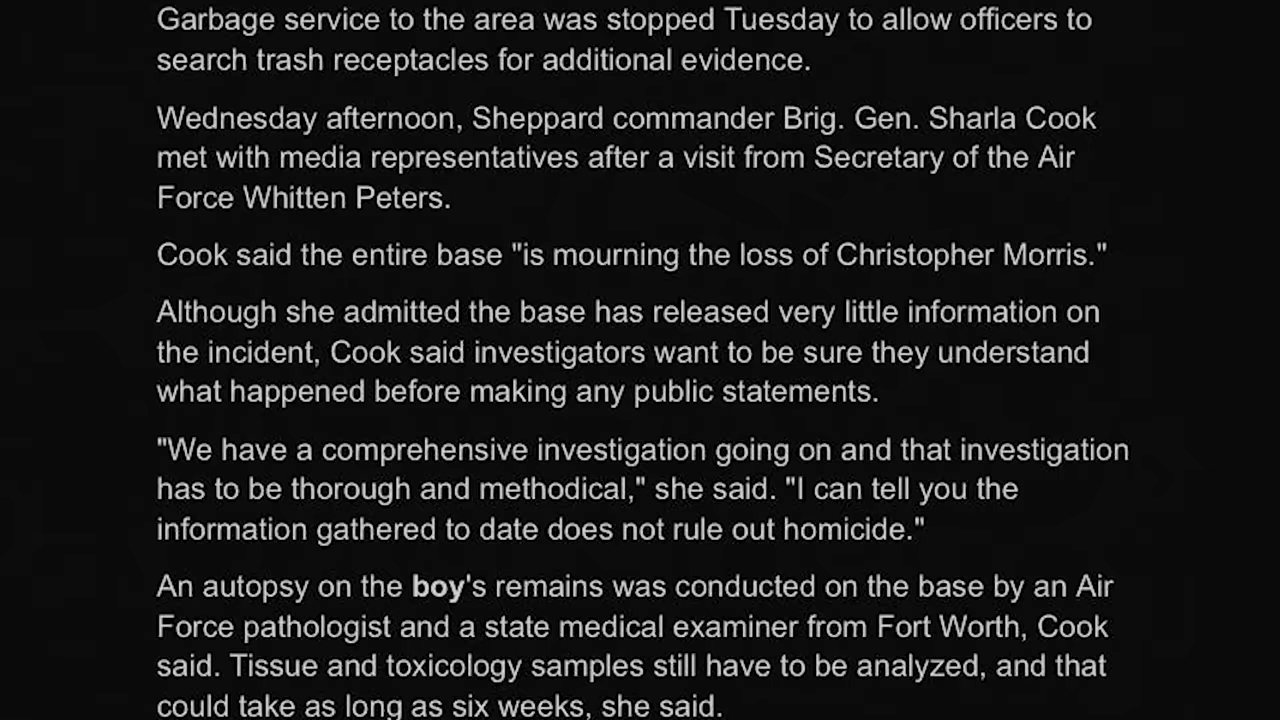 Garbage service to the area was stopped Tuesday to allow officers to
search trash receptacles for additional evidence.
Wednesday afternoon, Sheppard commander Brig. Gen. Sharla Cook
met with media representatives after a visit from Secretary of the Air
Force Whitten Peters.
Cook said the entire base "is mourning the loss of Christopher Morris."
Although she admitted the base has released very little information on
the incident, Cook said investigators want to be sure they understand
what happened before making any public statements.
"We have a comprehensive investigation going on and that investigation
has to be thorough and methodical," she said. "I can tell you the
information gathered to date does not rule out homicide."
An autopsy on the boy's remains was conducted on the base by an Air
Force pathologist and a state medical examiner from Fort Worth, Cook
said. Tissue and toxicology samples still have to be analyzed, and that
could take as long as six weeks, she said.